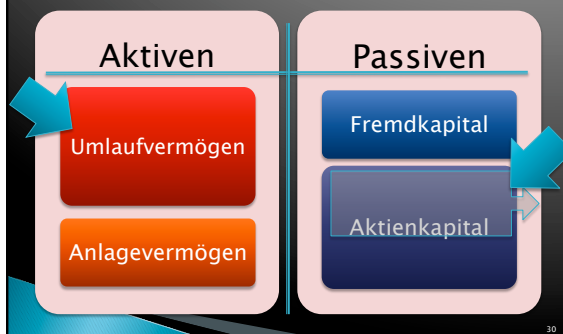 Aktiven
Umlaufvermögen
Anlagevermögen
Passiven
Fremdkapital
Aktienkapital
30